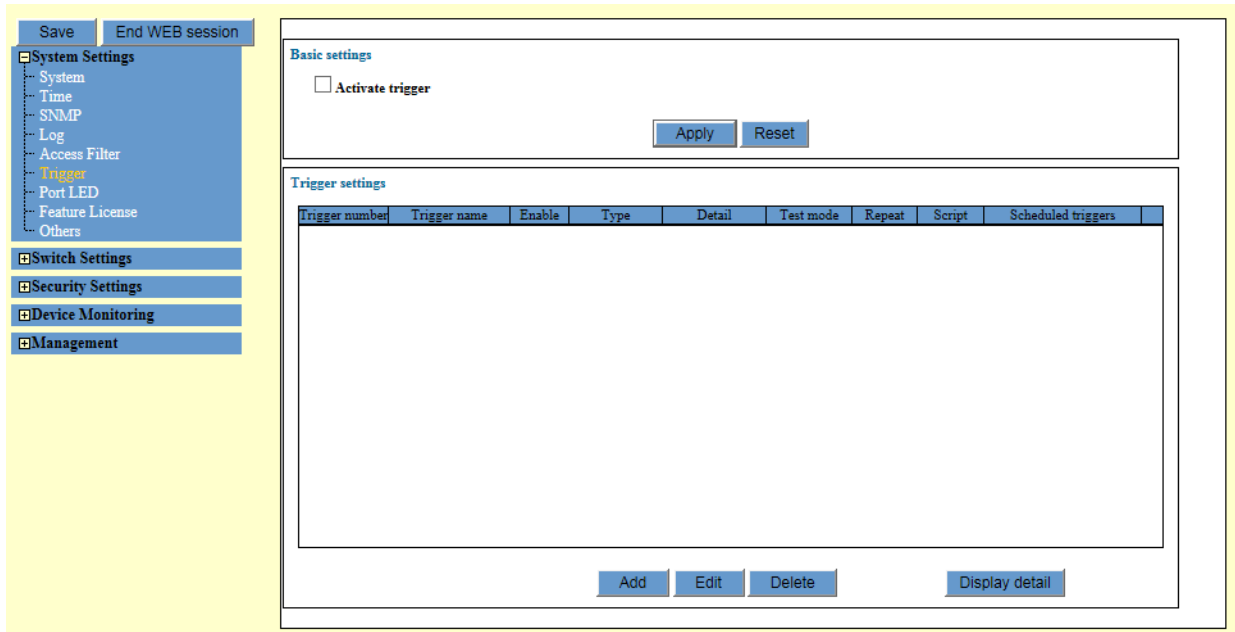 Save End WEB session
System Settings
System
Time
SNMP
Log
Access Filter
Trigger
Port LED
Feature License
Others
Switch Settings
Security Settings
Device Monitoring
Management
Basic settings
Activate trigger
Apply Reset
Trigger settings
Trigger number Trigger name Enable Type Detail Test mode Repeat Script Scheduled triggers
Add Edit Delete Display detail